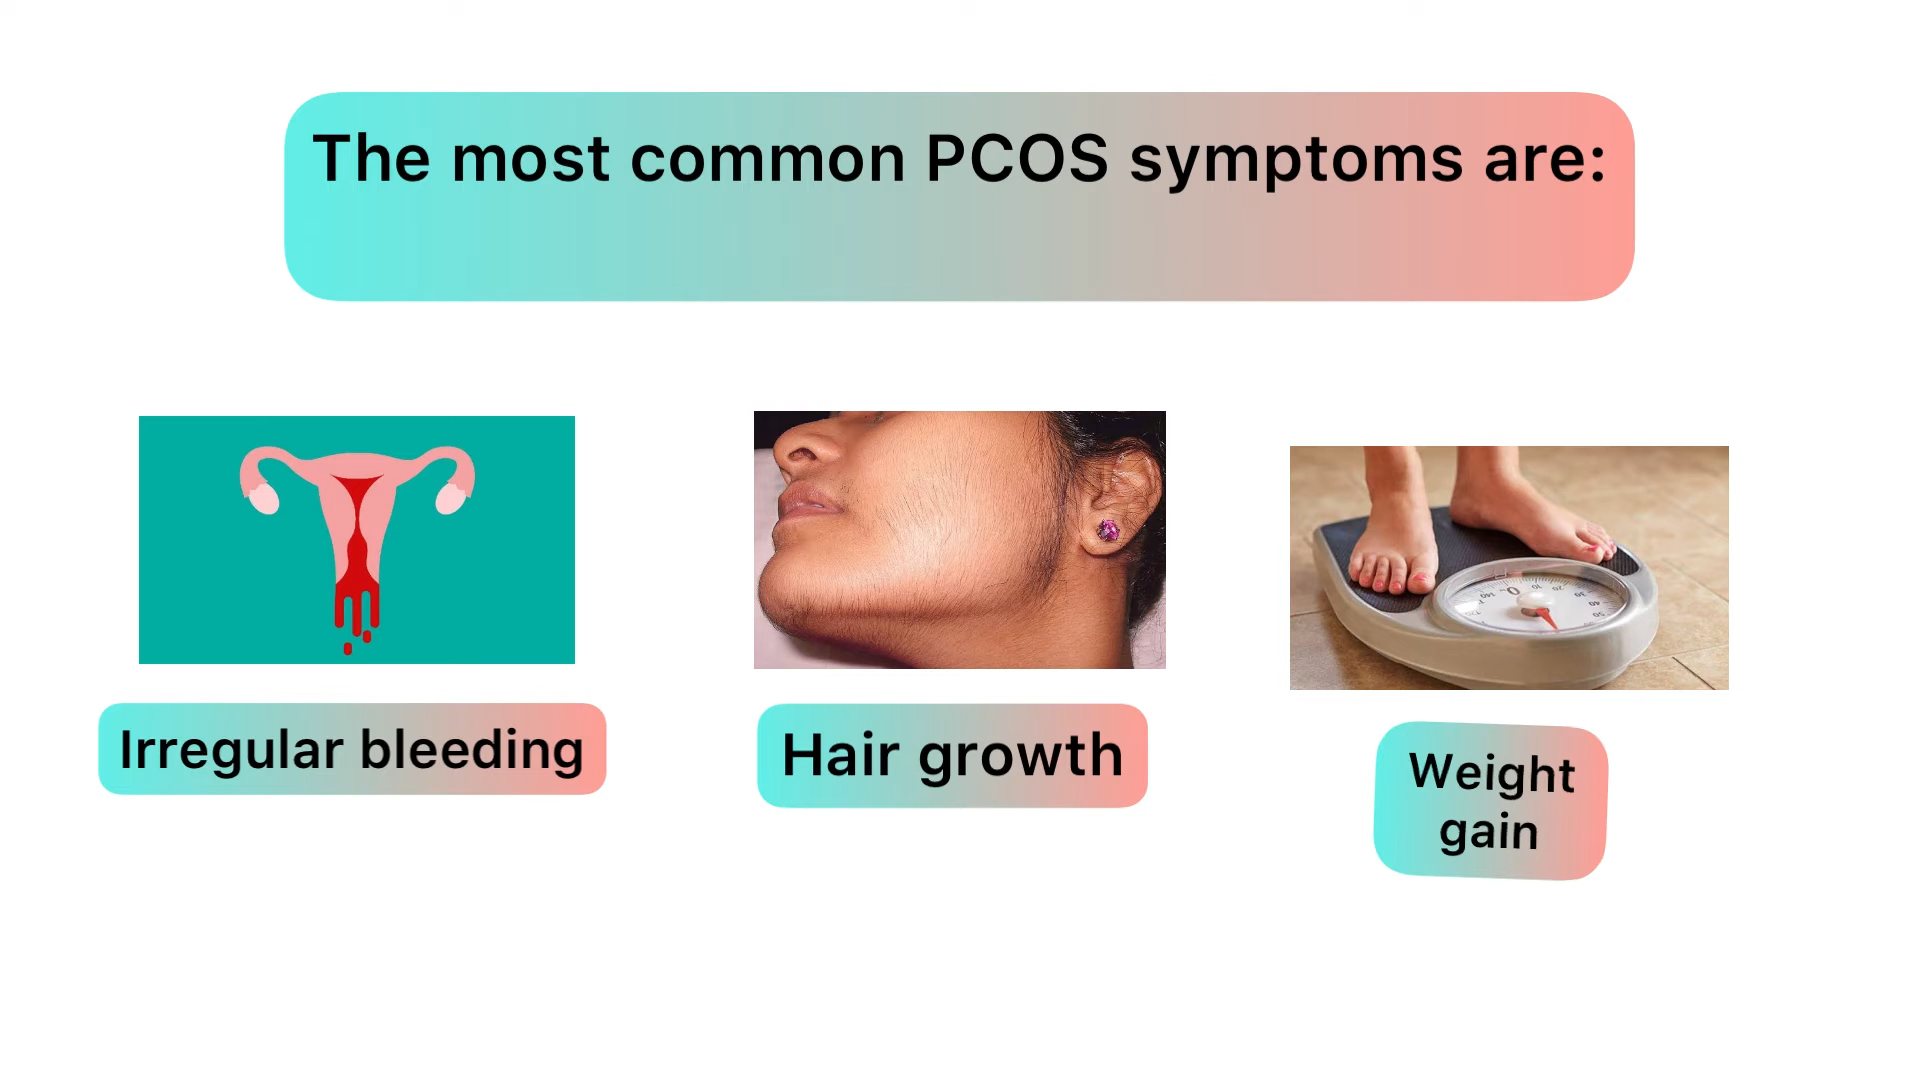 The most common PCOS symptoms are:
Irregular bleeding
Hair growth
Weight
gain